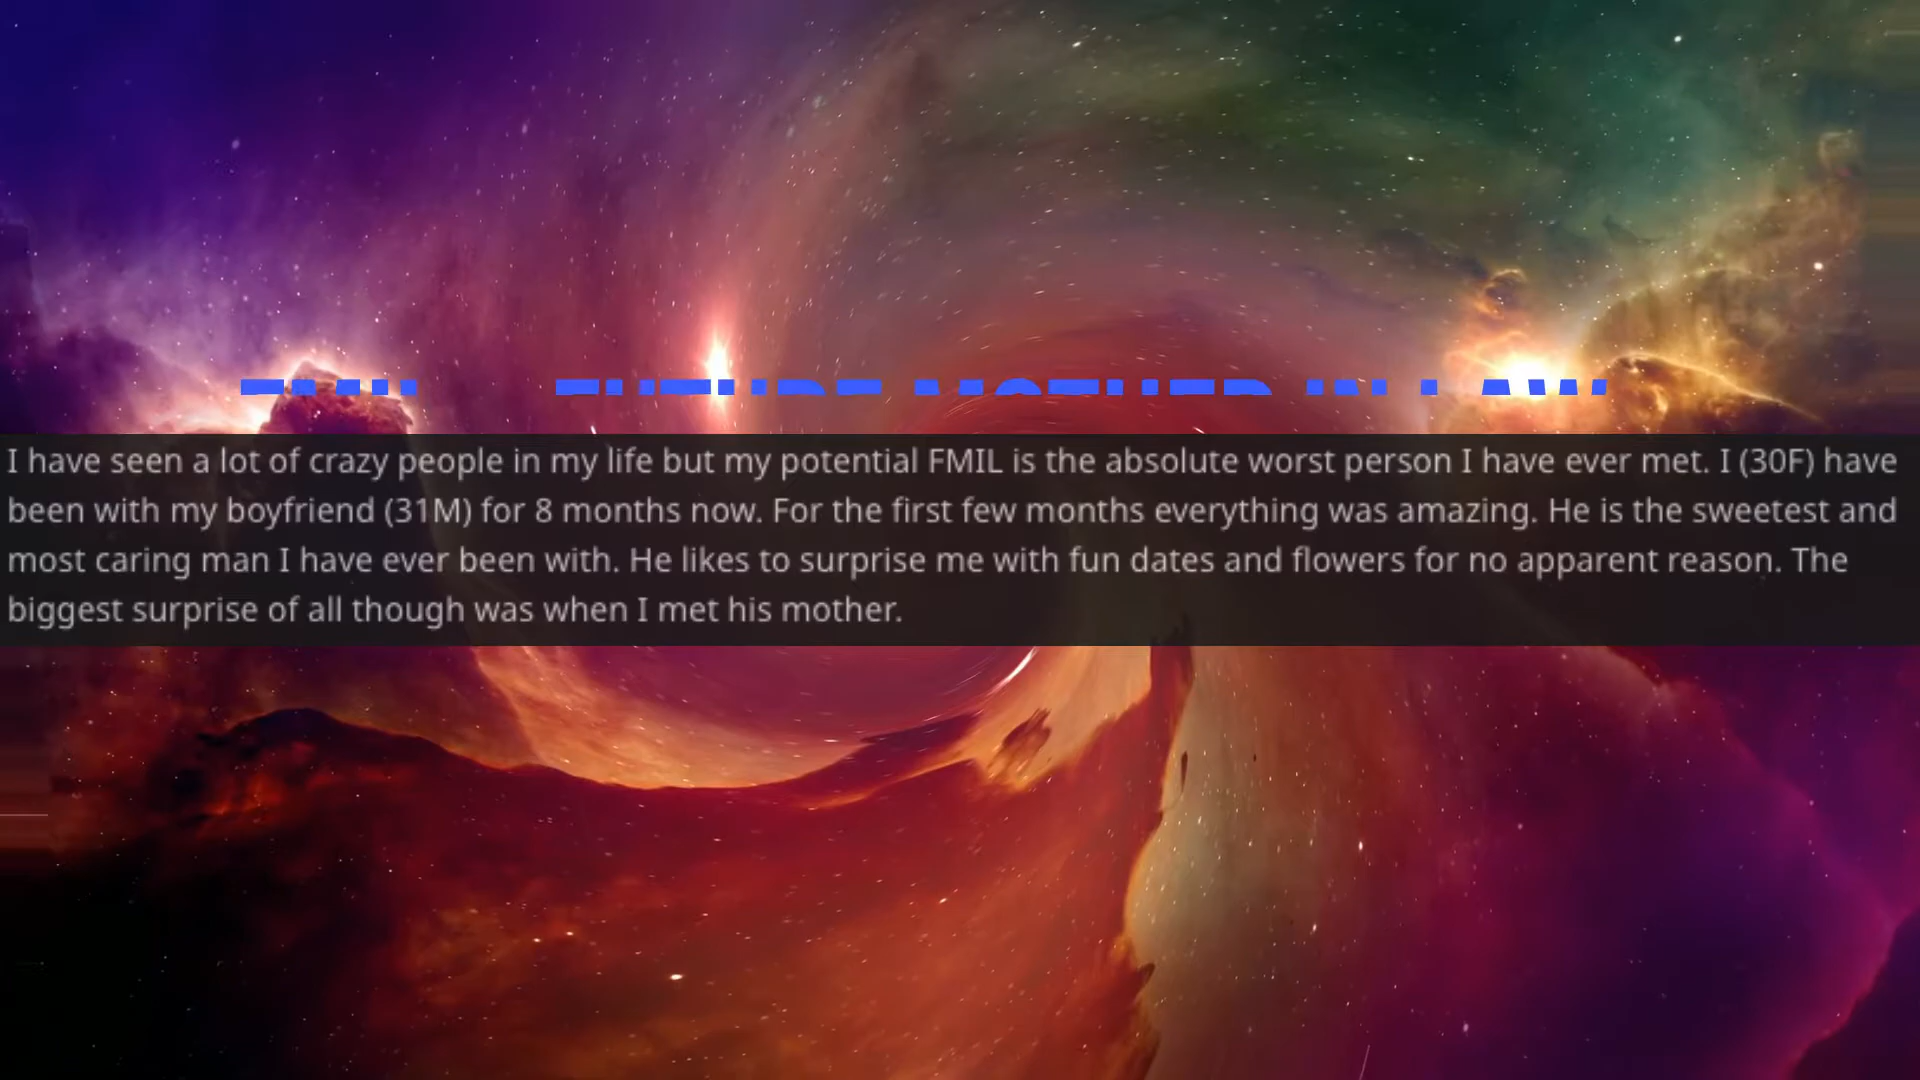 I have seen a lot of crazy people in my life but my potential FMIL is the absolute worst person I have ever met. I (30F) have
been with my boyfriend (31M) for 8 months now. For the first few months everything was amazing. He is the sweetest and
most caring man I have ever been with. He likes to surprise me with fun dates and flowers for no apparent reason. The
biggest surprise of all though was when I met his mother.